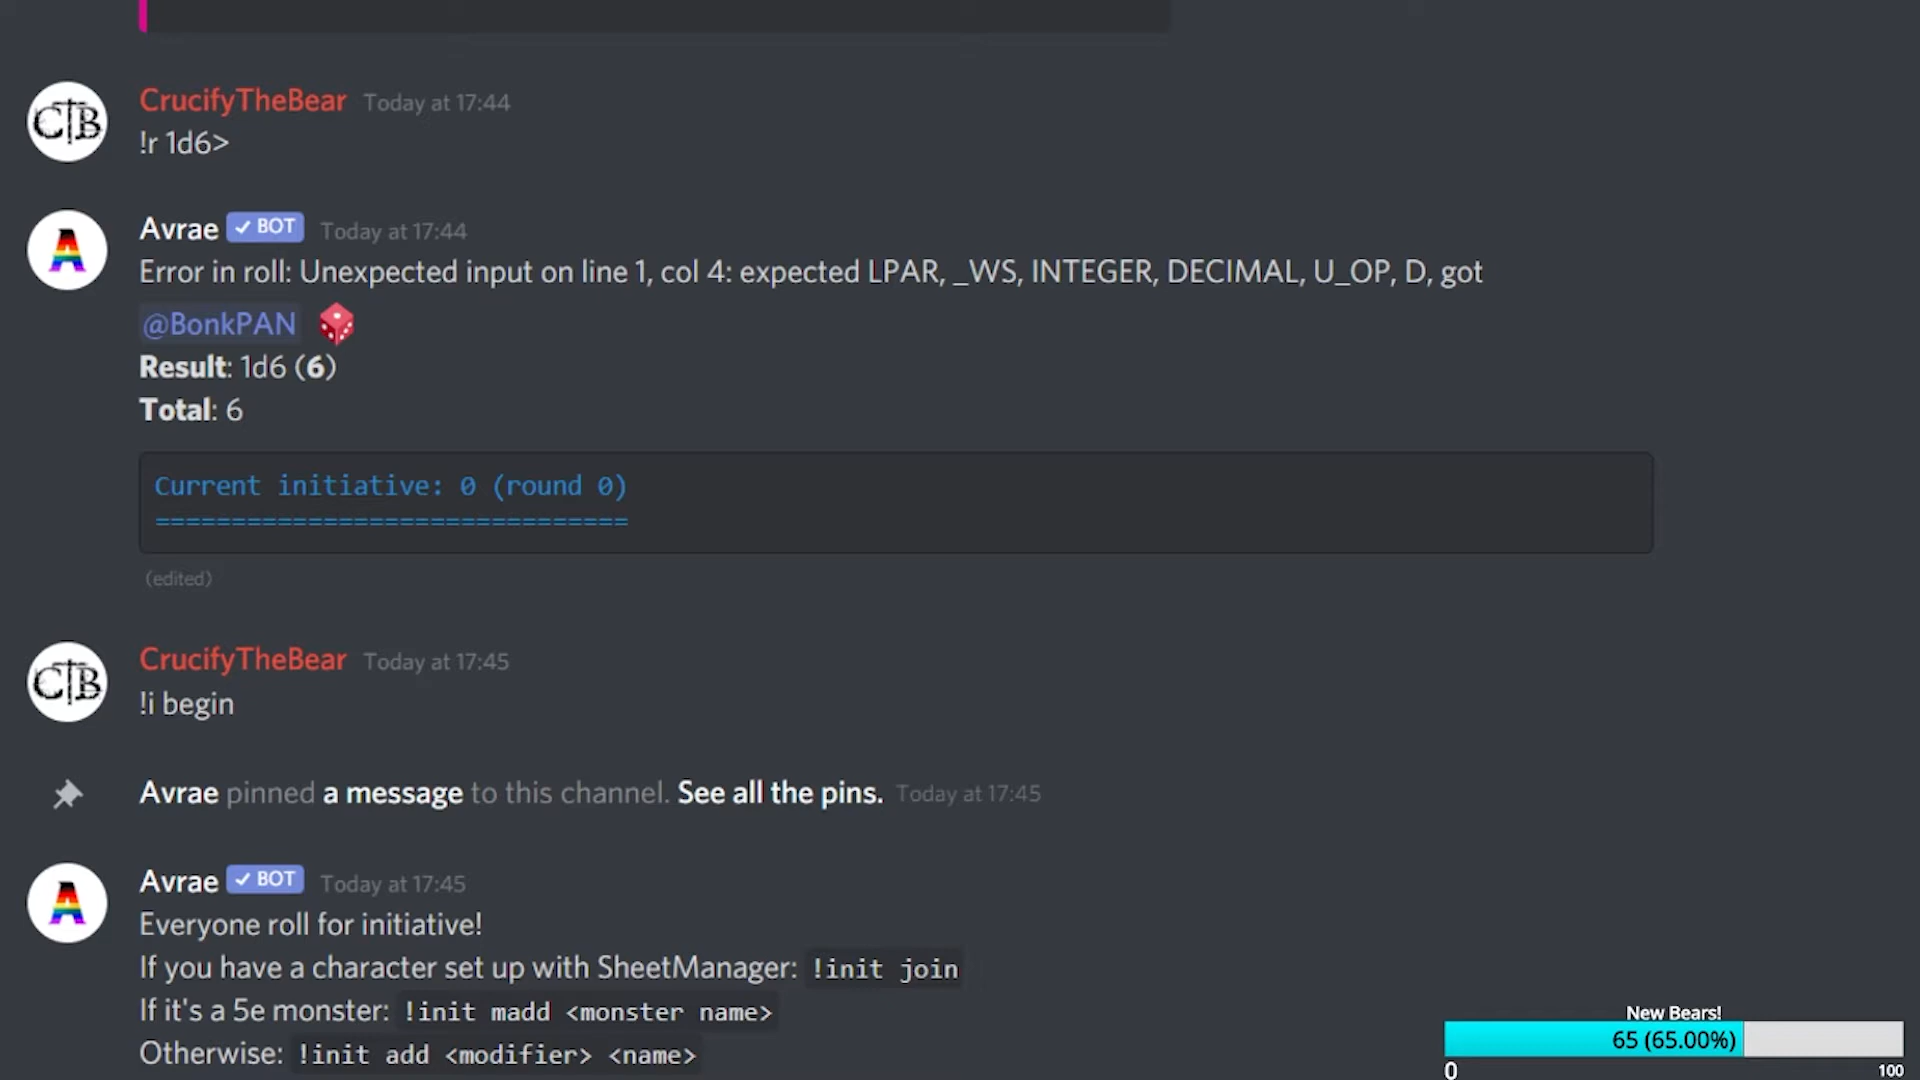 CrucifyTheBear Today at 17:44
!r 1d6>
Avrae ✓ BOT Today at 17:44
Error in roll: Unexpected input on line 1, col 4: expected LPAR, _WS, INTEGER, DECIMAL, U_OP, D, got
@BonkPAN
Result: 1d6 (6)
Total: 6
Current initiative: 0 (round 0)
===============================
(edited)
CrucifyTheBear Today at 17:45
!i begin
Avrae pinned a message to this channel. See all the pins. Today at 17:45
Avrae ✓ BOT Today at 17:45
Everyone roll for initiative!
If you have a character set up with SheetManager: !init join
If it's a 5e monster: !init madd <monster name>
Otherwise: !init add <modifier> <name>
CTB
A
A
CTB
New Bears!
65 (65.00%)
0 100